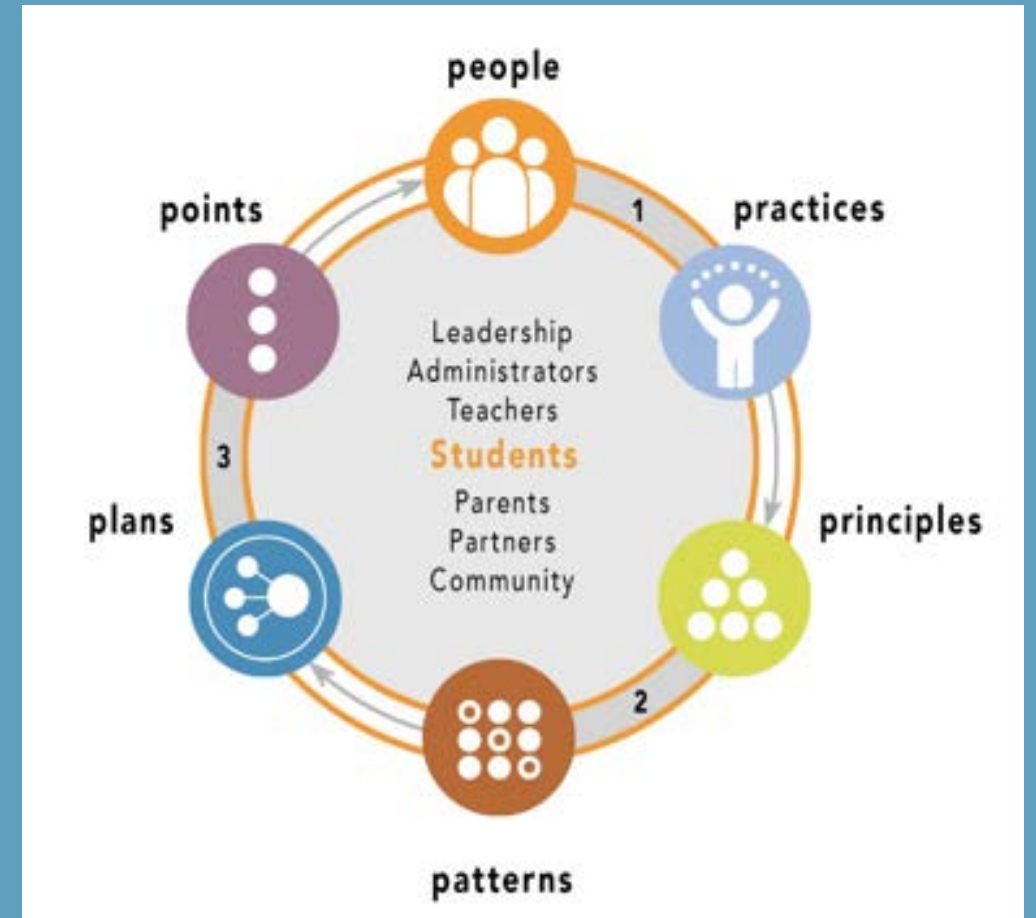 people
points
1
practices
Leadership
Administrators
Teachers
Students
Parents
Partners
Community
3
plans
principles
2
patterns